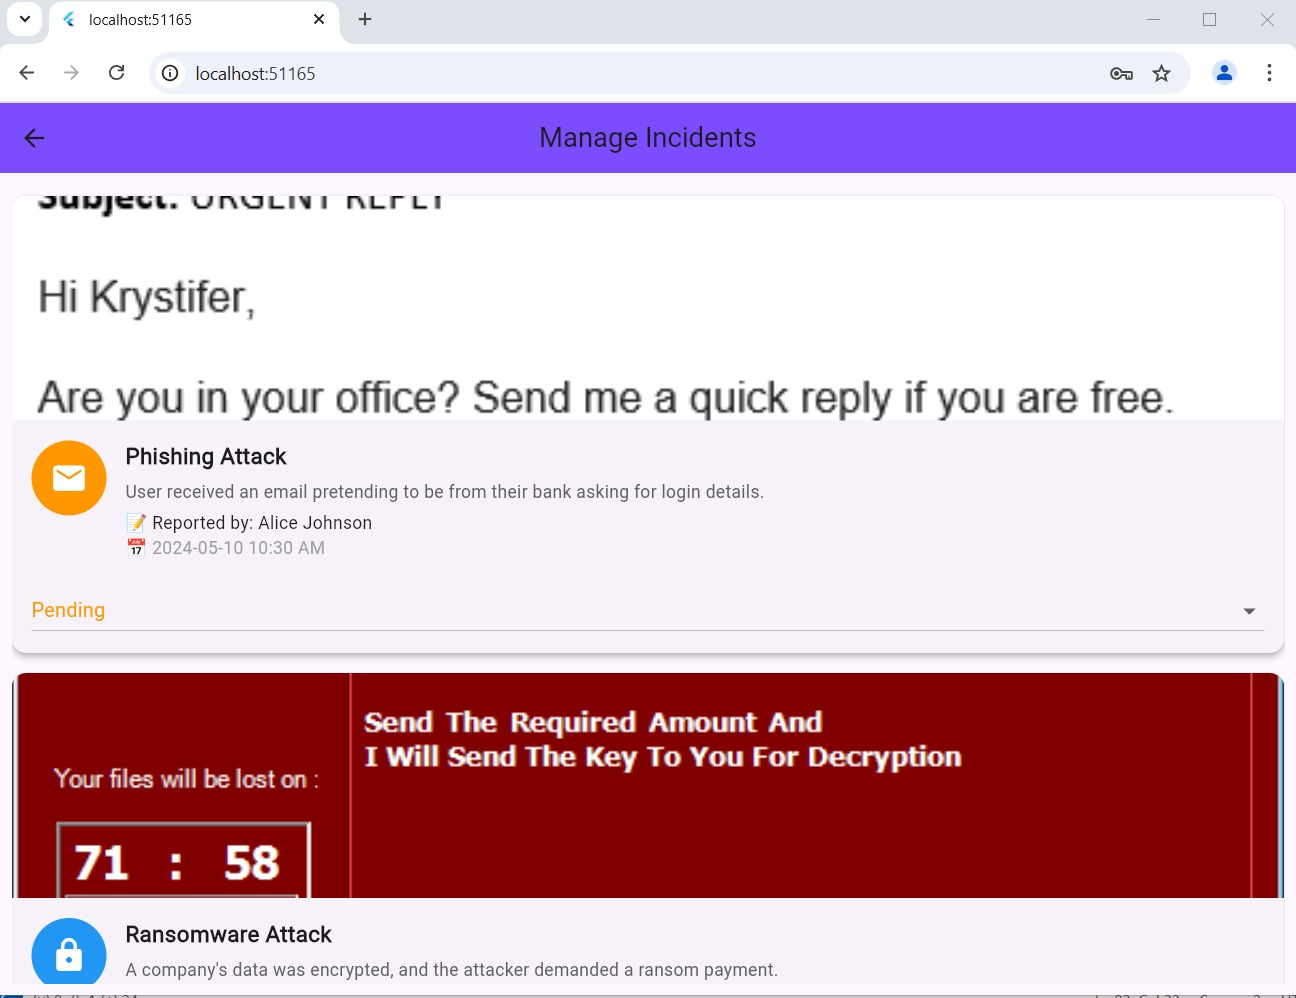 localhost:51165
localhost:51165
Manage Incidents
Subject: URGENT REPLY
Hi Krystifer,
Are you in your office? Send me a quick reply if you are free.
Phishing Attack
User received an email pretending to be from their bank asking for login details.
📝 Reported by: Alice Johnson
📅 2024-05-10 10:30 AM
Pending
Send The Required Amount And
I Will Send The Key To You For Decryption
Your files will be lost on :
71 : 58
Ransomware Attack
A company's data was encrypted, and the attacker demanded a ransom payment.